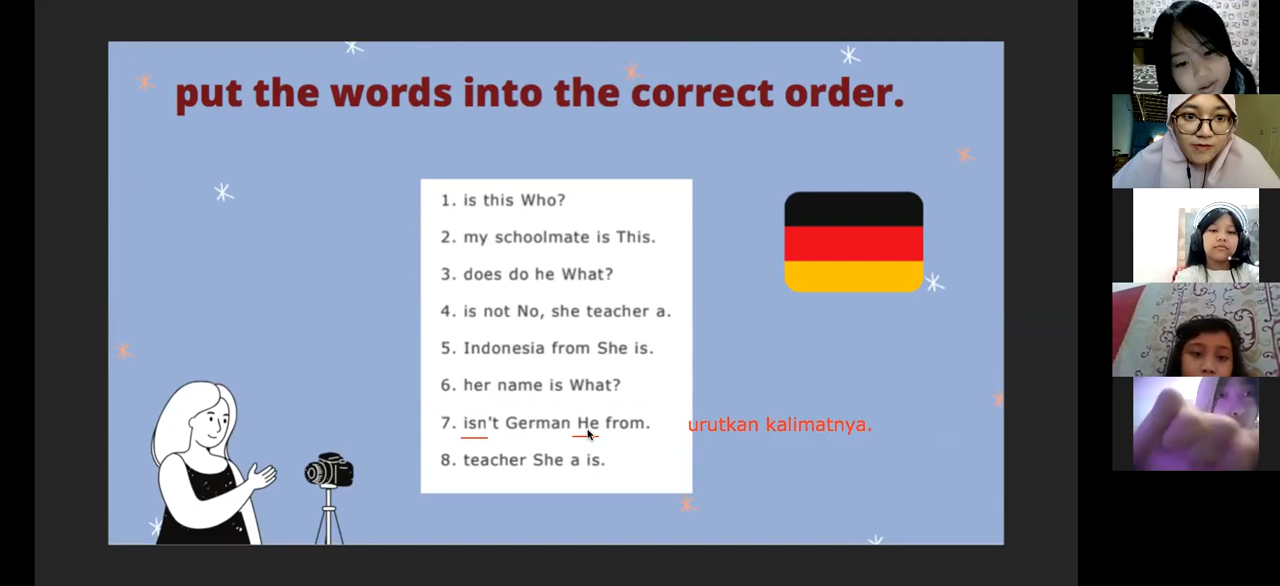 put the words into the correct order.
1. is this Who?
2. my schoolmate is This.
3. does do he What?
4. is not No, she teacher a.
5. Indonesia from She is.
6. her name is What?
7. isn't German He from.
urutkan kalimatnya.
8. teacher She a is.